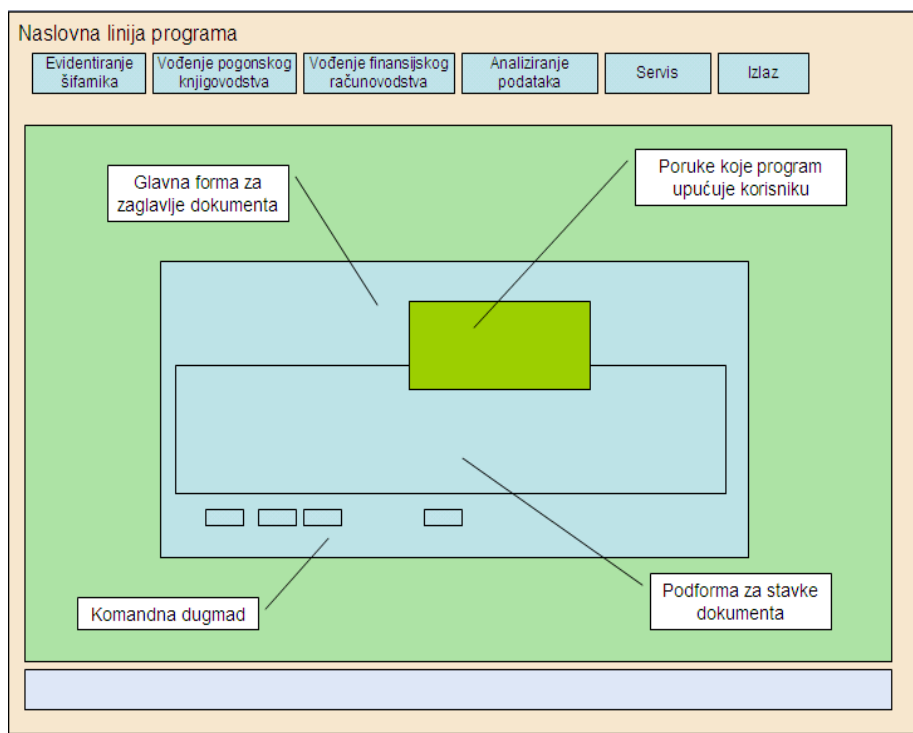 Naslovna linija programa
Evidentiranje
šifarnika
Vođenje pogonskog
knjigovodstva
Vođenje finansijskog
računovodstva
Analiziranje
podataka
Servis
Izlaz
Glavna forma za
zaglavlje dokumenta
Poruke koje program
upućuje korisniku
Komandna dugmad
Podforma za stavke
dokumenta